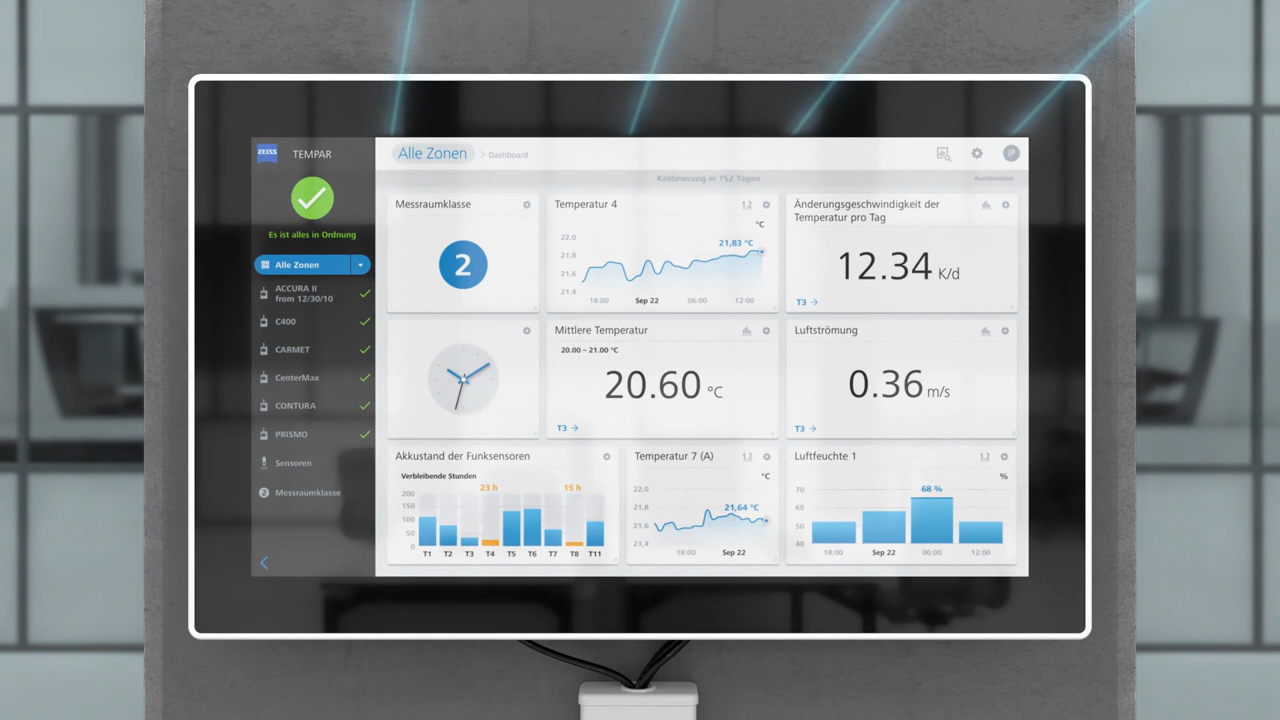 ZEISS
TEMPAR
Es ist alles in Ordnung
Alle Zonen
ACCURA II
from 12/30/10
C400
CARMET
CenterMax
CONTURA
PRISMO
Sensoren
2 Messraumklasse
Alle Zonen > Dashboard
JP
Kalibrierung in 152 Tagen
Messraumklasse
2
Temperatur 4
1.2
°C
22.0
21.8
21.6
21.4
21,83 °C
18:00 Sep 22 06:00 12:00
Änderungsgeschwindigkeit der
Temperatur pro Tag
12.34 K/d
T3 →
Mittlere Temperatur
20.00 – 21.00 °C
20.60 °C
T3 →
Luftströmung
0.36 m/s
T3 →
Akkustand der Funksensoren
Verbleibende Stunden
23 h 15 h
200
150
100
50
0
T1 T2 T3 T4 T5 T6 T7 T8 T11
Temperatur 7 (A)
1.2
°C
22,0
21.8
21.6
21.4
21,64 °C
18:00 Sep 22
Luftfeuchte 1
1.2
%
70
60
50
40
68 %
18:00 Sep 22 06:00 12:00